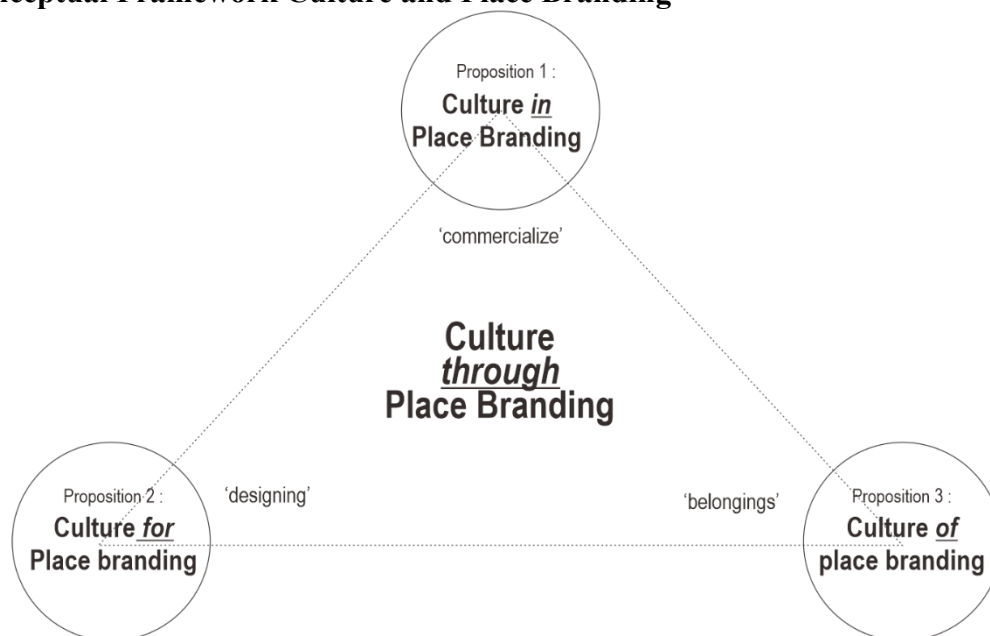 nceptual Framework Culture and Place Branding
Proposition 1 :
Culture in
Place Branding
'commercialize'
Culture
through
Place Branding
Proposition 2 :
Culture for
Place branding
'designing'
'belongings'
Proposition 3 :
Culture of
place branding